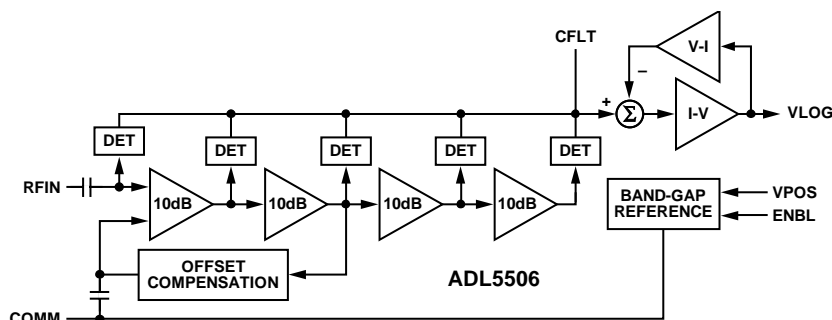 CFLT
V-I
–
+
Σ
I-V
VLOG
DET
DET
DET
DET
DET
RFIN
10dB
10dB
10dB
10dB
BAND-GAP
REFERENCE
VPOS
ENBL
OFFSET
COMPENSATION
ADL5506
COMM